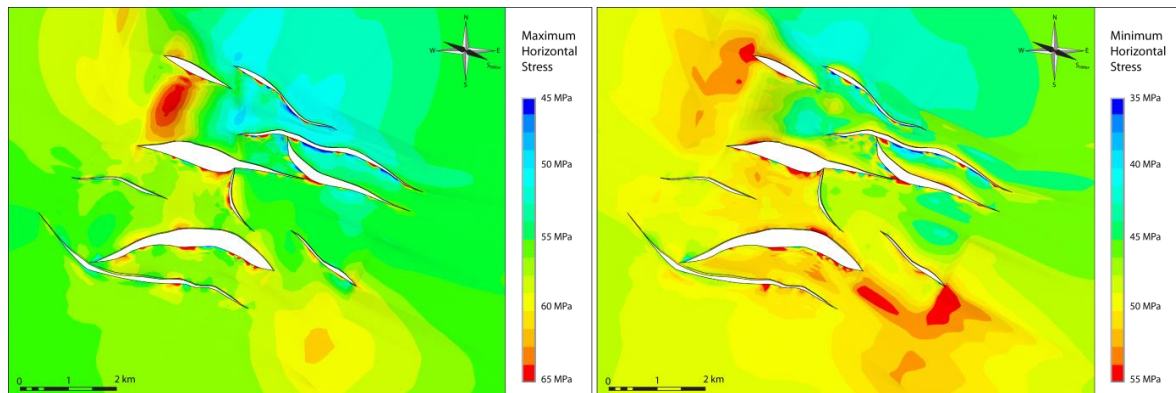 Maximum
Horizontal
Stress
45 MPa
50 MPa
55 MPa
60 MPa
65 MPa
N
W
E
S
0
1
2 km
Minimum
Horizontal
Stress
35 MPa
40 MPa
45 MPa
50 MPa
55 MPa
N
W
E
S
0
1
2 km